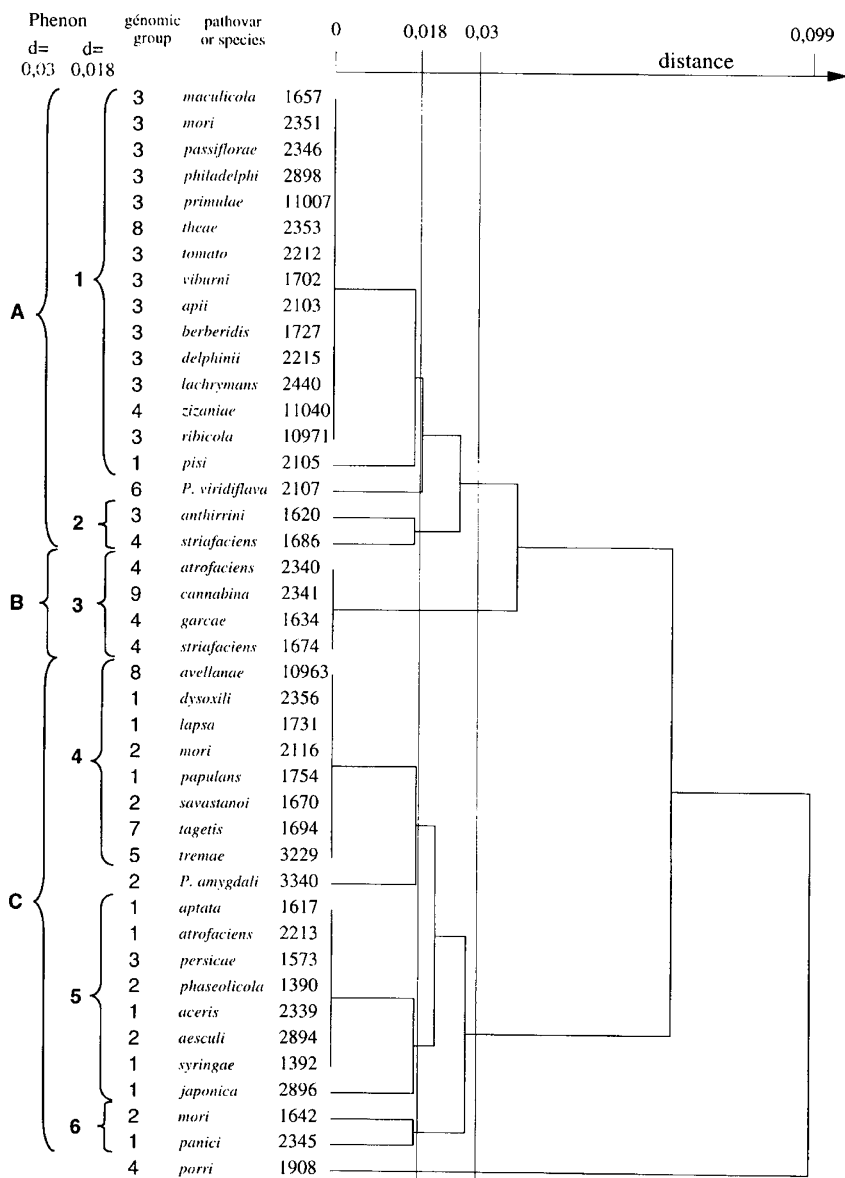 Phenon génomic group pathovar or species 0 0,018 0,03 0,099
d= 0,03 d= 0,018 distance
3 maculicola 1657
3 mori 2351
3 passiflorae 2346
3 philadelphi 2898
3 primulae 11007
8 theae 2353
3 tomato 2212
1 3 viburni 1702
A 3 apii 2103
3 berberidis 1727
3 delphinii 2215
3 lachrymans 2440
4 zizaniae 11040
3 ribicola 10971
1 pisi 2105
6 P. viridiflava 2107
2 3 anthirrini 1620
4 striafaciens 1686
4 atrofaciens 2340
B 3 9 cannabina 2341
4 garcae 1634
4 striafaciens 1674
8 avellanae 10963
1 dysoxili 2356
1 lapsa 1731
4 2 mori 2116
1 papulans 1754
2 savastanoi 1670
7 tagetis 1694
5 tremae 3229
C 2 P. amygdali 3340
1 aptata 1617
1 atrofaciens 2213
3 persicae 1573
5 2 phaseolicola 1390
1 aceris 2339
2 aesculi 2894
1 syringae 1392
1 japonica 2896
6 2 mori 1642
1 panici 2345
4 porri 1908